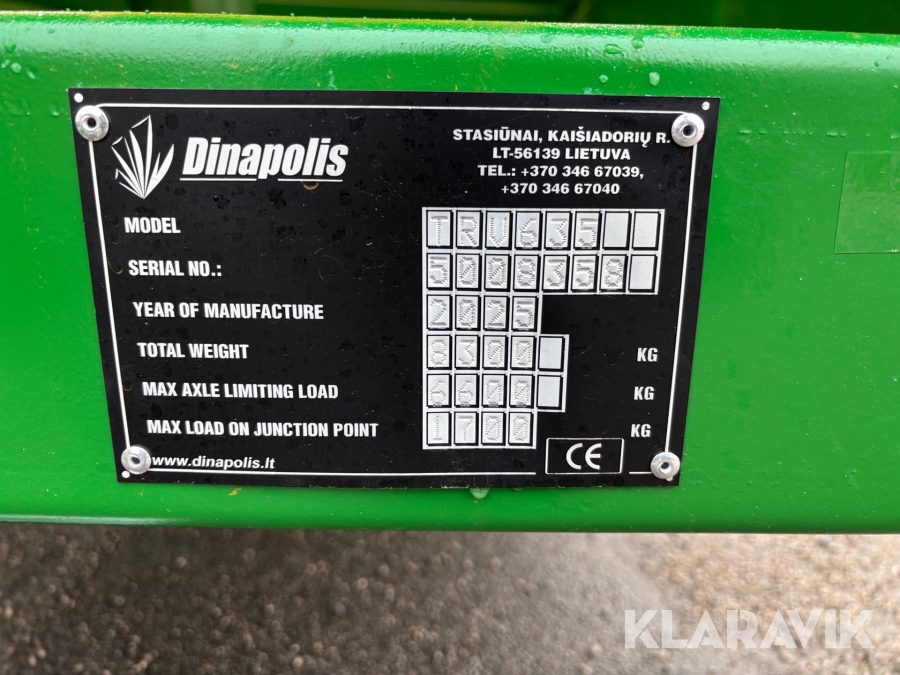 Dinapolis
STASIŪNAI, KAIŠIADORIŲ R.
LT-56139 LIETUVA
TEL.: +370 346 67039,
+370 346 67040
MODEL TRV635
SERIAL NO.: 5008358
YEAR OF MANUFACTURE 2025
TOTAL WEIGHT 8300 KG
MAX AXLE LIMITING LOAD 6600 KG
MAX LOAD ON JUNCTION POINT 1700 KG
www.dinapolis.lt
CE
KLARAVIK